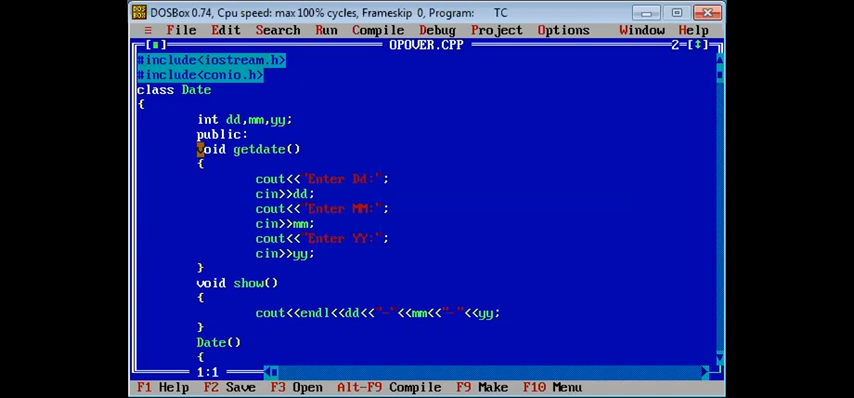 DOSBox 0.74, Cpu speed: max 100% cycles, Frameskip 0, Program: TC
≡ File Edit Search Run Compile Debug Project Options Window Help
[■] OPOVER.CPP 2=[↕]
#include<iostream.h>
#include<conio.h>
class Date
{
int dd,mm,yy;
public:
void getdate()
{
cout<<"Enter Dd:";
cin>>dd;
cout<<"Enter MM:";
cin>>mm;
cout<<"Enter YY:";
cin>>yy;
}
void show()
{
cout<<endl<<dd<<"-"<<mm<<"-"<<yy;
}
Date()
{
1:1
F1 Help F2 Save F3 Open Alt-F9 Compile F9 Make F10 Menu